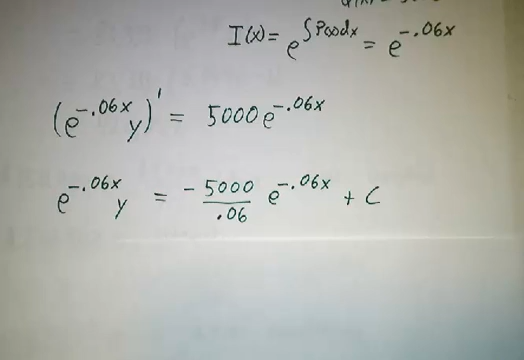 I(x) = e^∫P(x)dx = e^-.06x
(e^-.06x y)' = 5000e^-.06x
e^-.06x y = -5000/.06 e^-.06x + C